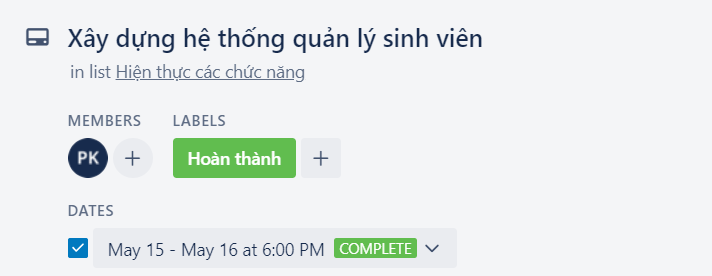 Xây dựng hệ thống quản lý sinh viên
in list Hiện thực các chức năng
MEMBERS LABELS
PK + Hoàn thành +
DATES
May 15 - May 16 at 6:00 PM COMPLETE